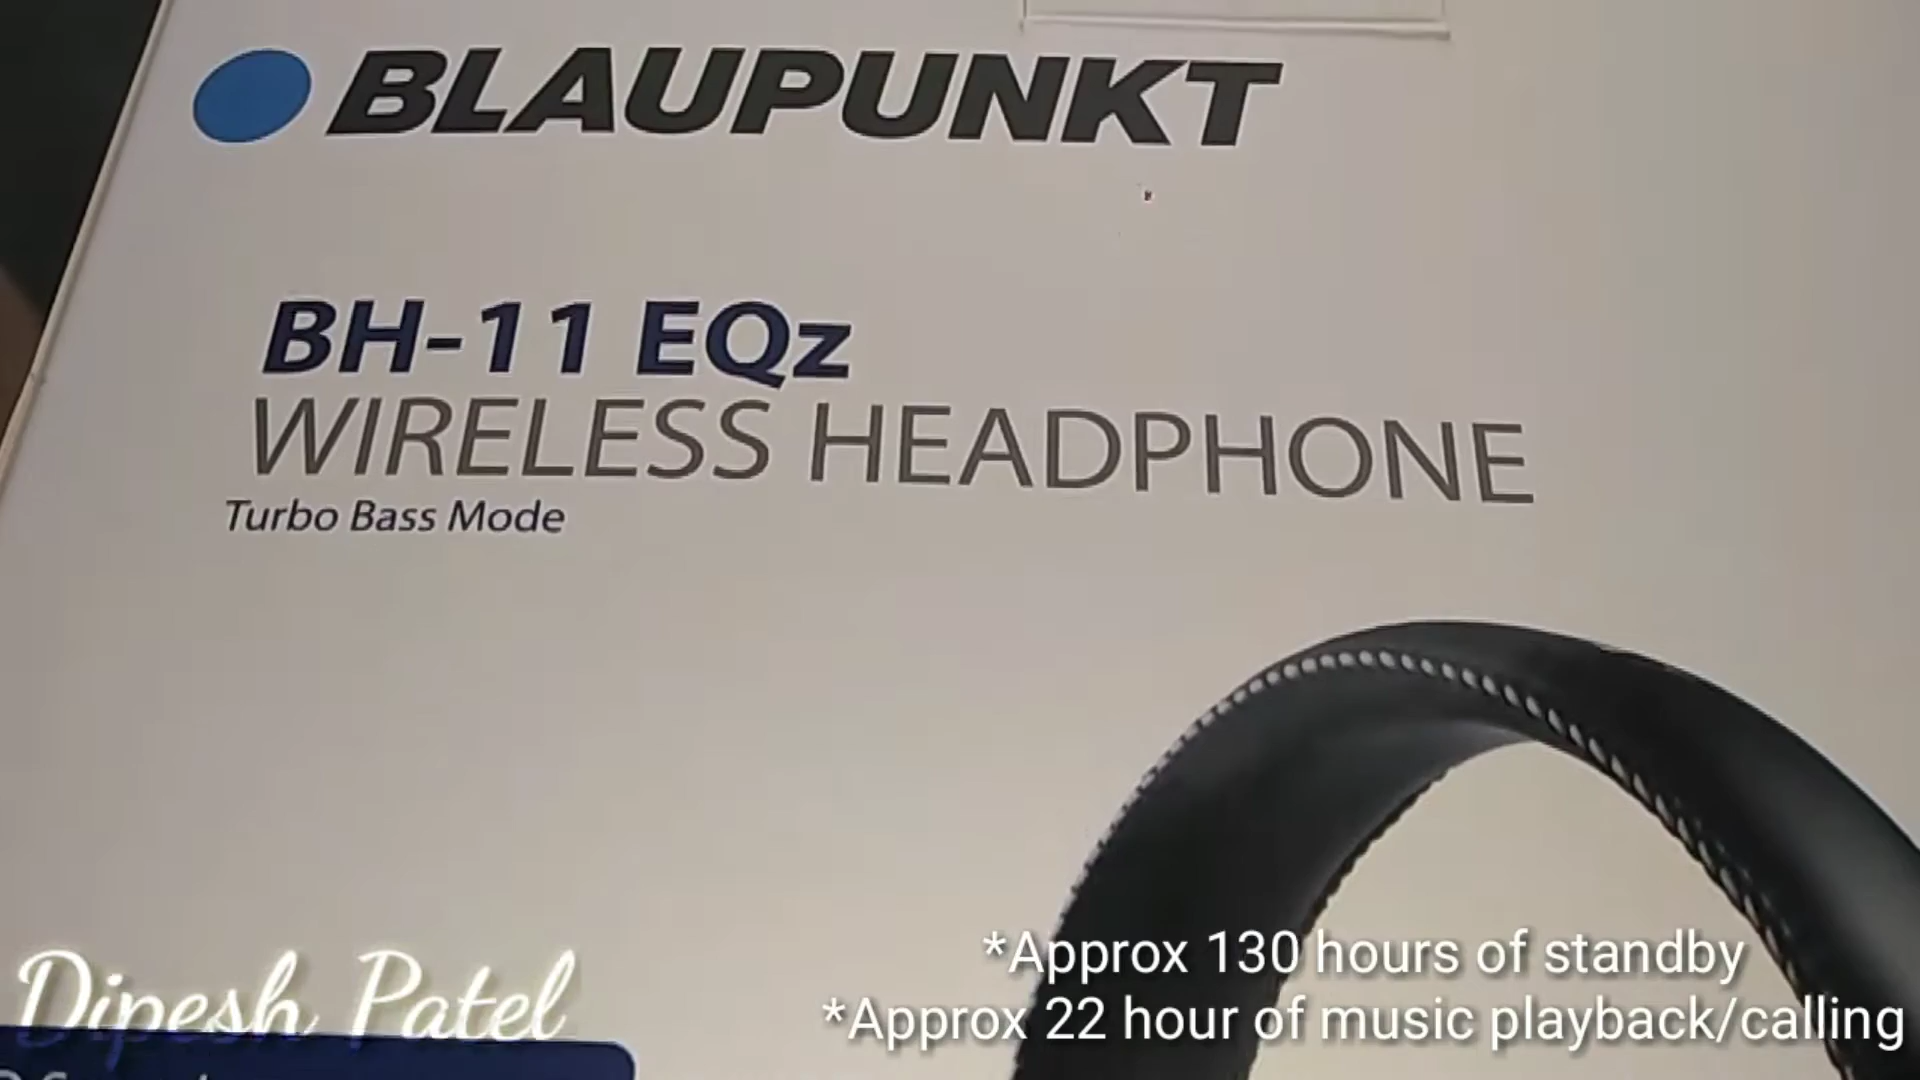 BLAUPUNKT
BH-11 EQz
WIRELESS HEADPHONE
Turbo Bass Mode
Dipesh Patel
*Approx 130 hours of standby
*Approx 22 hour of music playback/calling